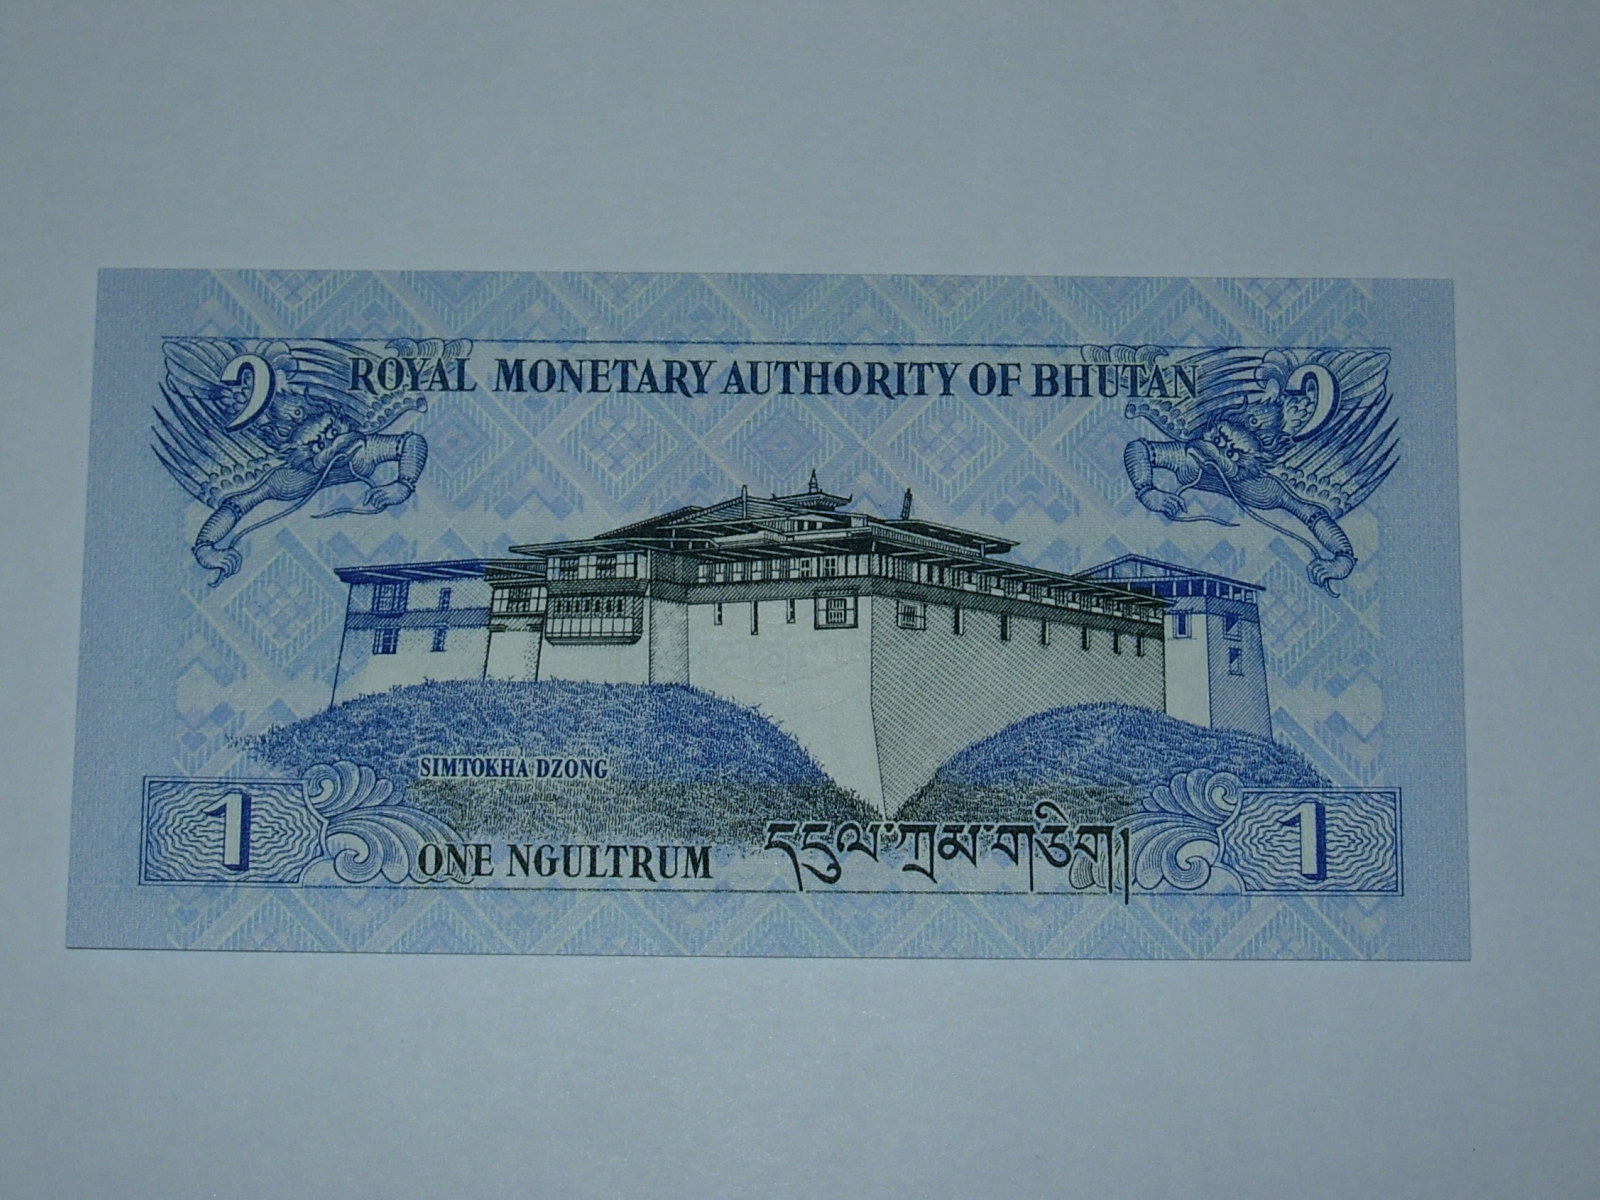 ༡ ROYAL MONETARY AUTHORITY OF BHUTAN ༡
SIMTOKHA DZONG
1 ONE NGULTRUM དངུལ་ཀྲམ་གཅིག། 1